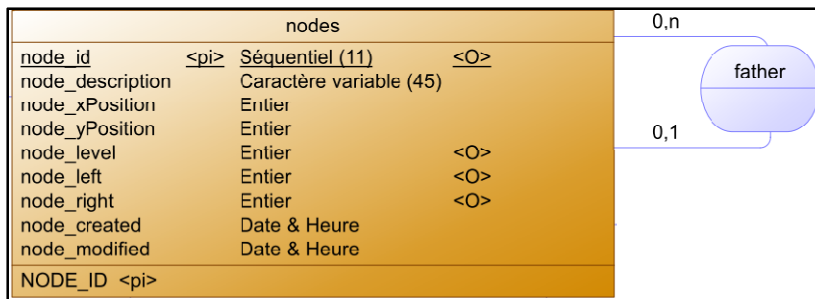 nodes
0,n
node_id <pi> Séquentiel (11) <O>
node_description Caractère variable (45)
father
node_xPosition Entier
node_yPosition Entier
0,1
node_level Entier <O>
node_left Entier <O>
node_right Entier <O>
node_created Date & Heure
node_modified Date & Heure
NODE_ID <pi>